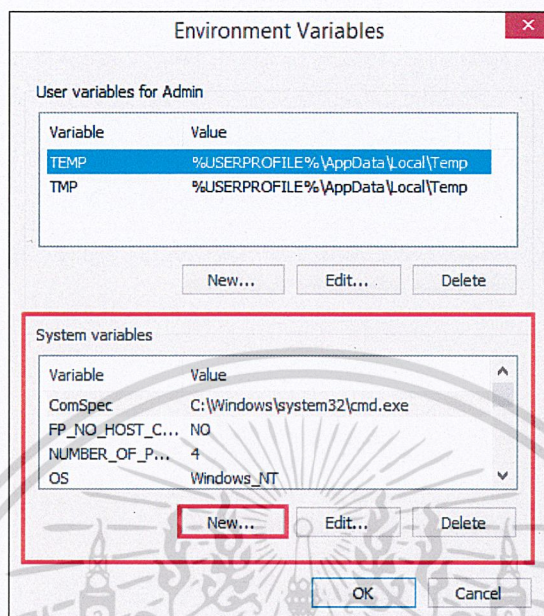 Environment Variables
User variables for Admin
Variable Value
TEMP %USERPROFILE%\AppData\Local\Temp
TMP %USERPROFILE%\AppData\Local\Temp
New... Edit... Delete
System variables
Variable Value
ComSpec C:\Windows\system32\cmd.exe
FP_NO_HOST_C... NO
NUMBER_OF_P... 4
OS Windows_NT
New... Edit... Delete
OK Cancel